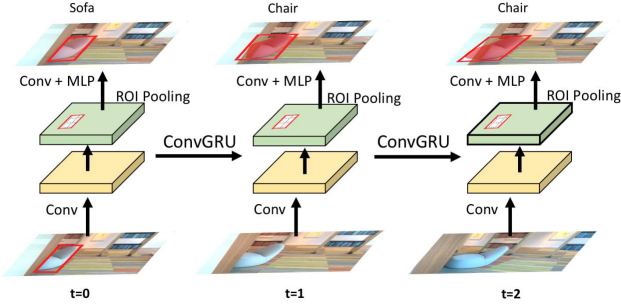 Sofa
Chair
Chair
Conv + MLP
Conv + MLP
Conv + MLP
ROI Pooling
ROI Pooling
ROI Pooling
ConvGRU
ConvGRU
Conv
Conv
Conv
t=0
t=1
t=2